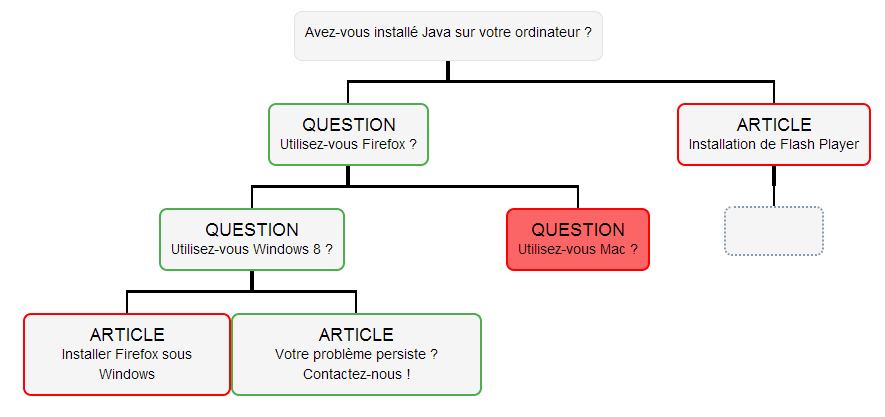 Avez-vous installé Java sur votre ordinateur ?
QUESTION
Utilisez-vous Firefox ?
ARTICLE
Installation de Flash Player
QUESTION
Utilisez-vous Windows 8 ?
QUESTION
Utilisez-vous Mac ?
ARTICLE
Installer Firefox sous
Windows
ARTICLE
Votre problème persiste ?
Contactez-nous !